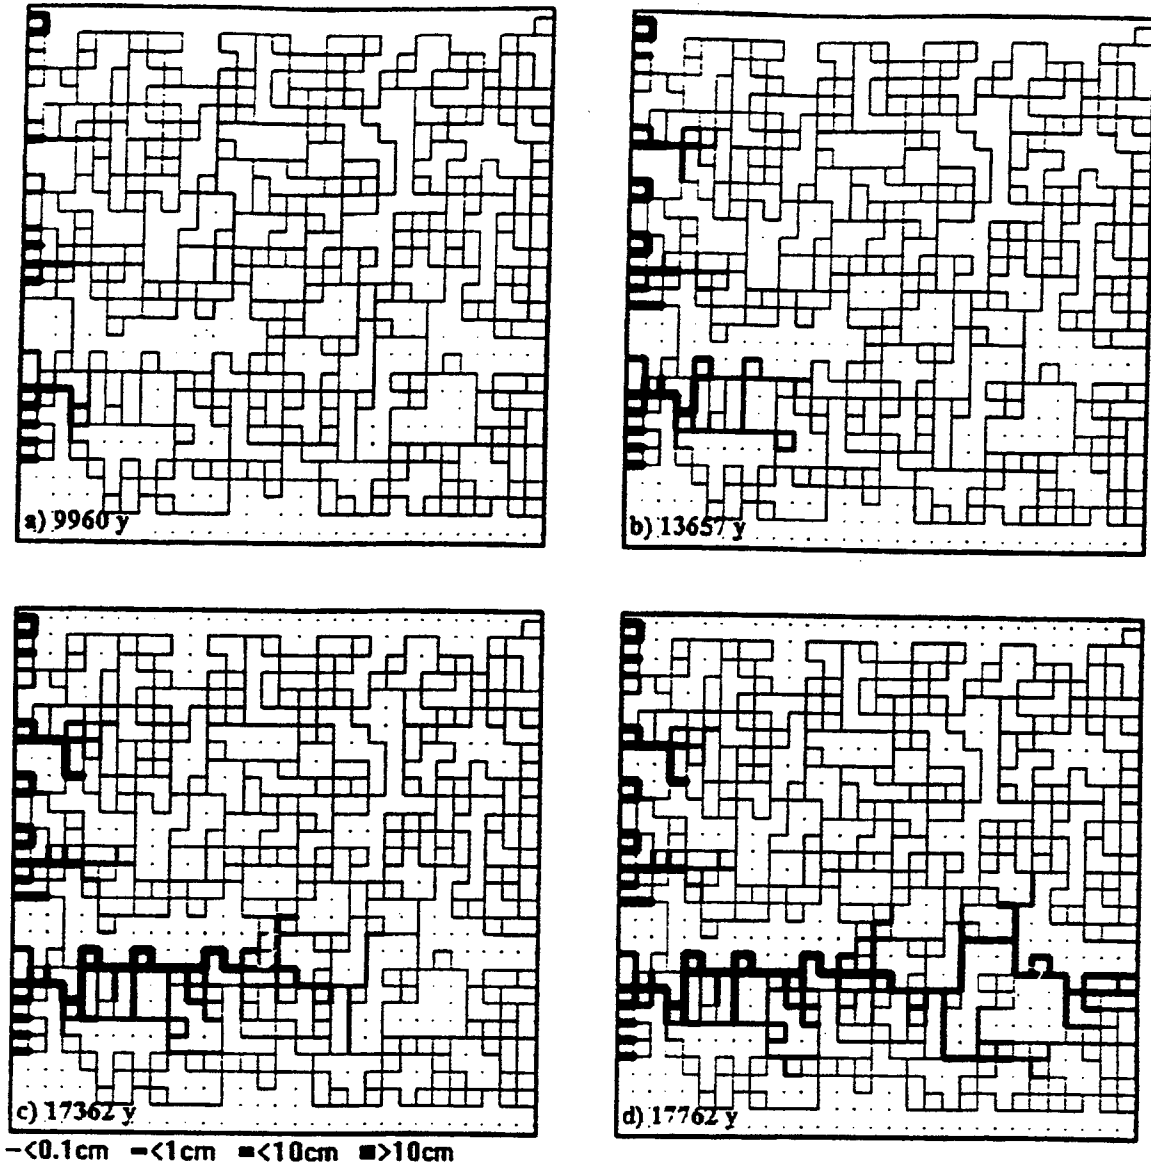 a) 9960 y
b) 13657 y
c) 17362 y
d) 17762 y
-<0.1cm -<1cm =<10cm ≡>10cm